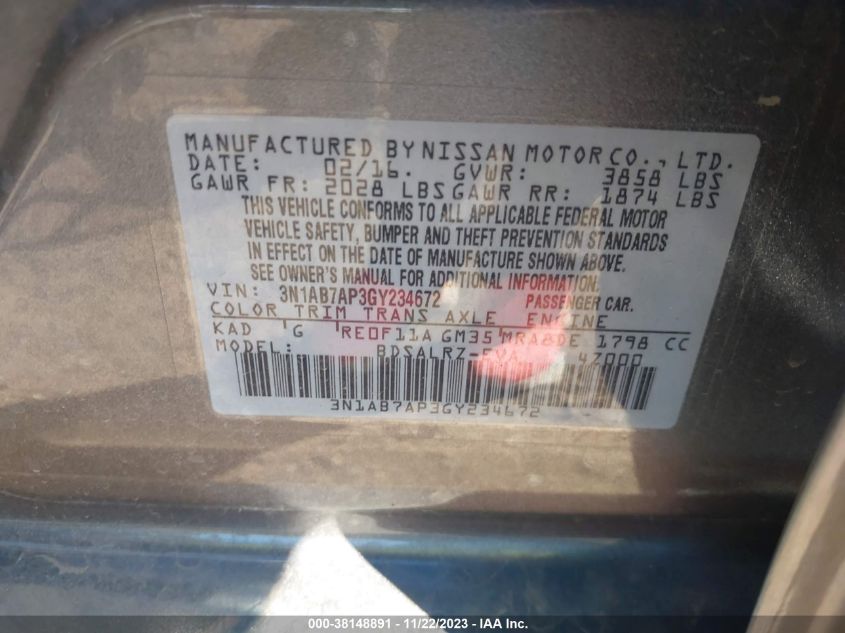 MANUFACTURED BY NISSAN MOTOR CO., LTD.
DATE: 02/16. GVWR: 3858 LBS
GAWR FR: 2028 LBS GAWR RR: 1874 LBS
THIS VEHICLE CONFORMS TO ALL APPLICABLE FEDERAL MOTOR
VEHICLE SAFETY, BUMPER AND THEFT PREVENTION STANDARDS
IN EFFECT ON THE DATE OF MANUFACTURE SHOWN ABOVE.
SEE OWNER'S MANUAL FOR ADDITIONAL INFORMATION.
VIN: 3N1AB7AP3GY234672 PASSENGER CAR.
COLOR TRIM TRANS AXLE ENGINE
KAD G RE0F11A GM35 MRA8DE 1798 CC
MODEL: BDSALRZ-EVA 4Z000
3N1AB7AP3GY234672
000-38148891 - 11/22/2023 - IAA Inc.